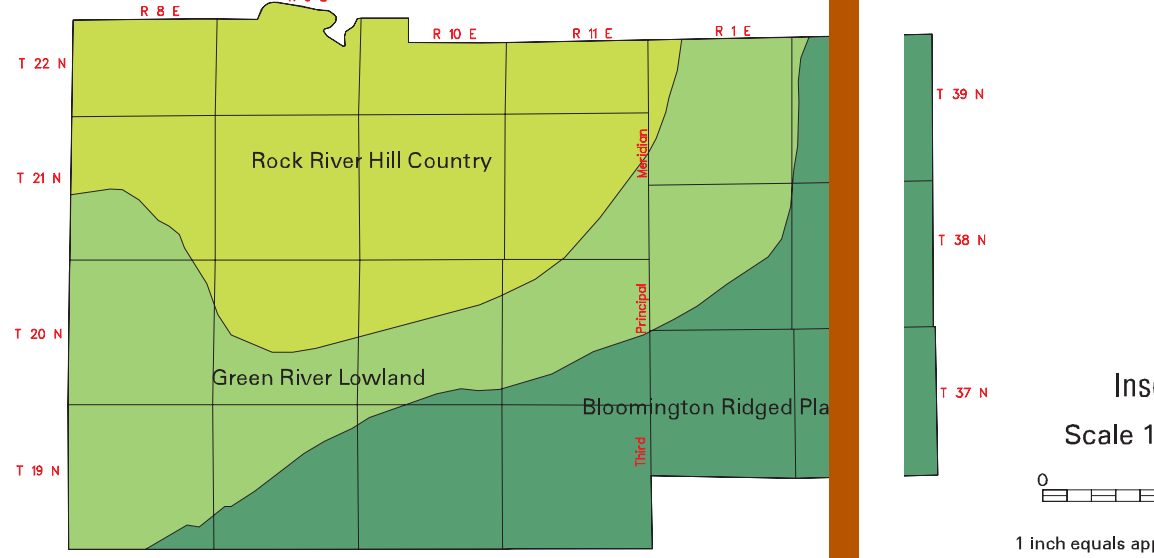 R 8 E
R 10 E
R 11 E
R 1 E
T 22 N
T 39 N
Rock River Hill Country
Meridian
T 21 N
T 38 N
Principal
T 20 N
Green River Lowland
T 37 N
Bloomington Ridged Pla
Third
T 19 N
Scale 1
0
1 inch equals app